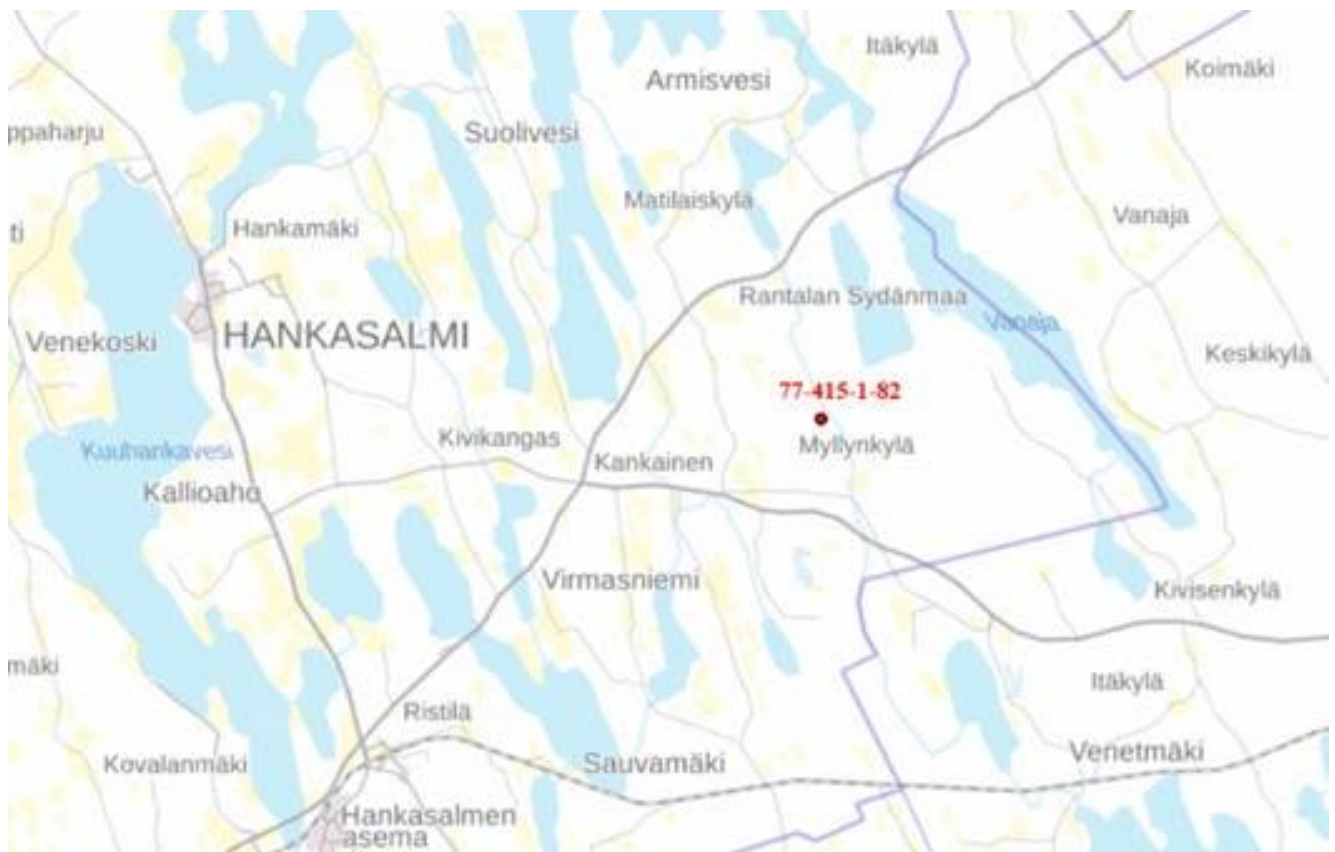 Itäkylä
Koimäki
Armisvesi
ppaharju
Suolivesi
Matilaiskylä
Vanaja
ti
Hankamäki
Rantalan Sydänmaa
Vanaja
Venekoski
HANKASALMI
Keskikylä
77-415-1-82
Kuuhankavesi
Kivikangas
Kankainen
Myllynkylä
Kallioaho
Virmasniemi
Kivisenkylä
mäki
Itäkylä
Ristilä
Kovalanmäki
Sauvamäki
Venetmäki
Hankasalmen
asema